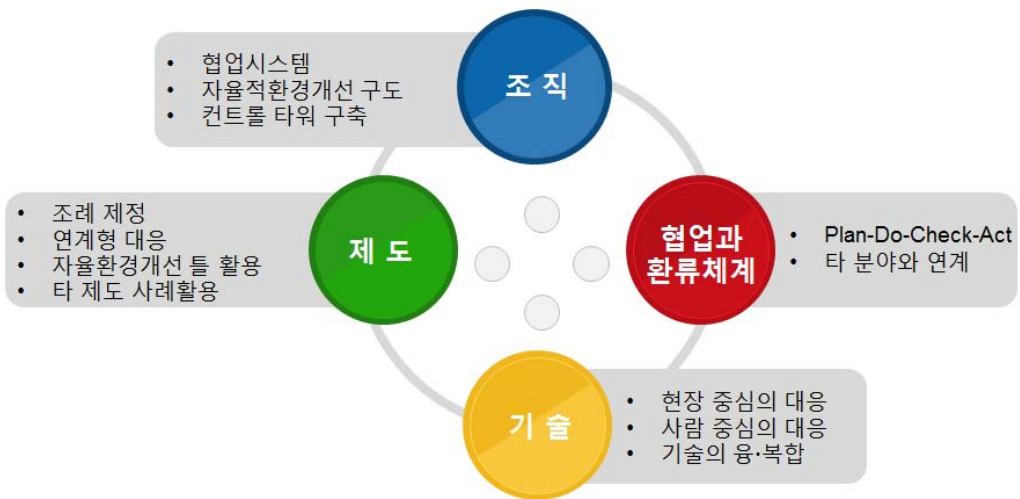 조 직
• 협업시스템
• 자율적환경개선 구도
• 컨트롤 타워 구축
제 도
• 조례 제정
• 연계형 대응
• 자율환경개선 틀 활용
• 타 제도 사례활용
협업과
환류체계
• Plan-Do-Check-Act
• 타 분야와 연계
기 술
• 현장 중심의 대응
• 사람 중심의 대응
• 기술의 융·복합